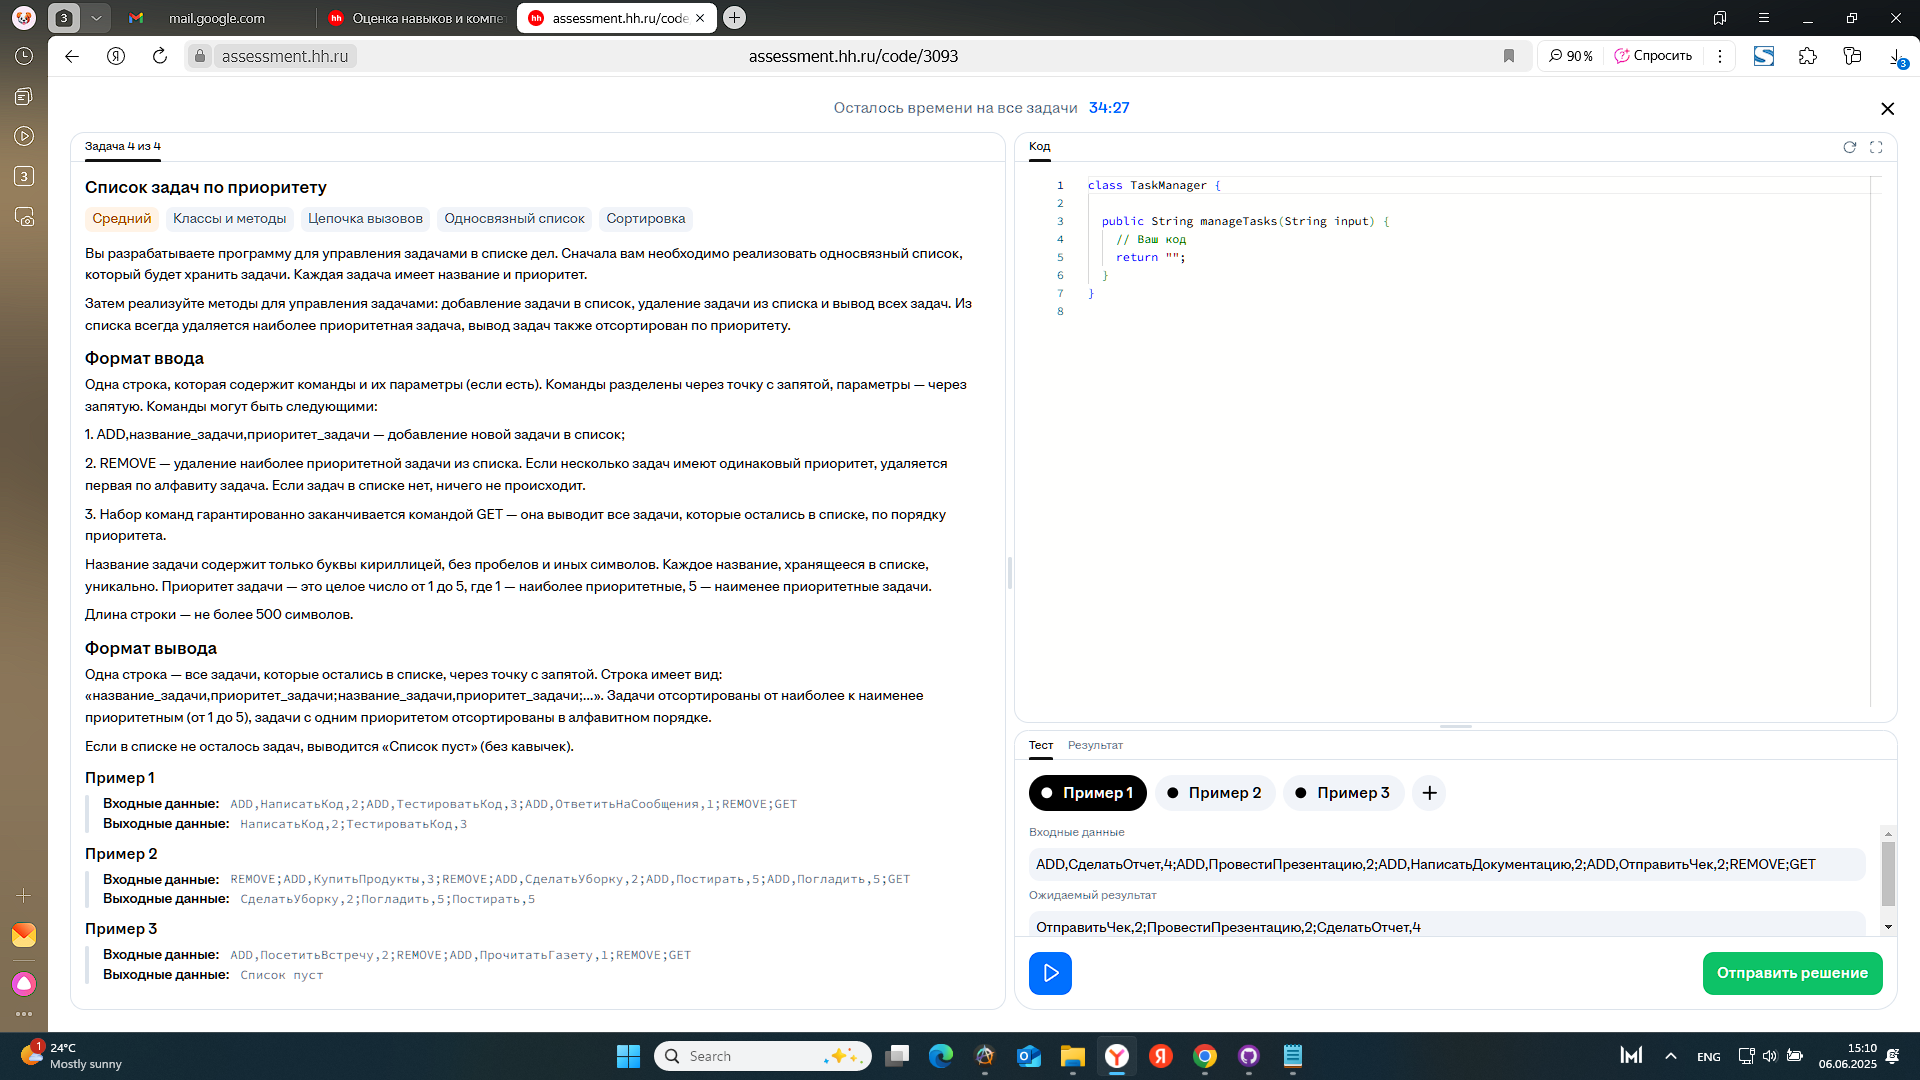 3
mail.google.com
Оценка навыков и компе
assessment.hh.ru/code
assessment.hh.ru
assessment.hh.ru/code/3093
90 %
Спросить
3
3
Осталось времени на все задачи 34:27
Задача 4 из 4
Список задач по приоритету
Средний
Классы и методы
Цепочка вызовов
Односвязный список
Сортировка
Вы разрабатываете программу для управления задачами в списке дел. Сначала вам необходимо реализовать односвязный список,
который будет хранить задачи. Каждая задача имеет название и приоритет.
Затем реализуйте методы для управления задачами: добавление задачи в список, удаление задачи из списка и вывод всех задач. Из
списка всегда удаляется наиболее приоритетная задача, вывод задач также отсортирован по приоритету.
Формат ввода
Одна строка, которая содержит команды и их параметры (если есть). Команды разделены через точку с запятой, параметры — через
запятую. Команды могут быть следующими:
1. ADD,название_задачи,приоритет_задачи — добавление новой задачи в список;
2. REMOVE — удаление наиболее приоритетной задачи из списка. Если несколько задач имеют одинаковый приоритет, удаляется
первая по алфавиту задача. Если задач в списке нет, ничего не происходит.
3. Набор команд гарантированно заканчивается командой GET — она выводит все задачи, которые остались в списке, по порядку
приоритета.
Название задачи содержит только буквы кириллицей, без пробелов и иных символов. Каждое название, хранящееся в списке,
уникально. Приоритет задачи — это целое число от 1 до 5, где 1 — наиболее приоритетные, 5 — наименее приоритетные задачи.
Длина строки — не более 500 символов.
Формат вывода
Одна строка — все задачи, которые остались в списке, через точку с запятой. Строка имеет вид:
«название_задачи,приоритет_задачи;название_задачи,приоритет_задачи;...». Задачи отсортированы от наиболее к наименее
приоритетным (от 1 до 5), задачи с одним приоритетом отсортированы в алфавитном порядке.
Если в списке не осталось задач, выводится «Список пуст» (без кавычек).
Пример 1
Входные данные: ADD,НаписатьКод,2;ADD,ТестироватьКод,3;ADD,ОтветитьНаСообщения,1;REMOVE;GET
Выходные данные: НаписатьКод,2;ТестироватьКод,3
Пример 2
Входные данные: REMOVE;ADD,КупитьПродукты,3;REMOVE;ADD,СделатьУборку,2;ADD,Постирать,5;ADD,Погладить,5;GET
Выходные данные: СделатьУборку,2;Погладить,5;Постирать,5
Пример 3
Входные данные: ADD,ПосетитьВстречу,2;REMOVE;ADD,ПрочитатьГазету,1;REMOVE;GET
Выходные данные: Список пуст
Код
1 class TaskManager {
2
3 public String manageTasks(String input) {
4 // Ваш код
5 return "";
6 }
7 }
8
Тест
Результат
Пример 1
Пример 2
Пример 3
Входные данные
ADD,СделатьОтчет,4;ADD,ПровестиПрезентацию,2;ADD,НаписатьДокументацию,2;ADD,ОтправитьЧек,2;REMOVE;GET
Ожидаемый результат
ОтправитьЧек,2;ПровестиПрезентацию,2;СделатьОтчет,4
Отправить решение
1
24°C
Mostly sunny
Search
ENG
15:10
06.06.2025